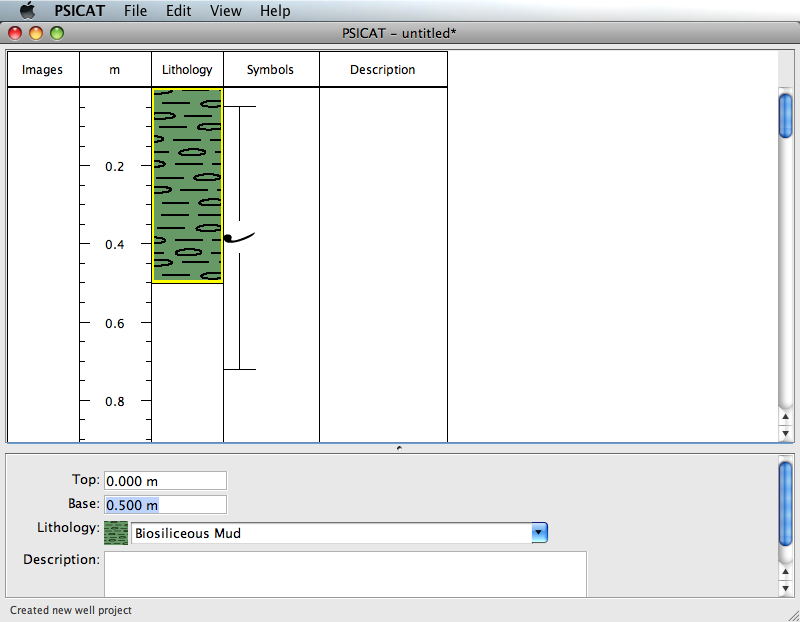 PSICAT File Edit View Help
PSICAT - untitled*
Images m Lithology Symbols Description
0.2
0.4
0.6
0.8
Top: 0.000 m
Base: 0.500 m
Lithology: Biosiliceous Mud
Description:
Created new well project